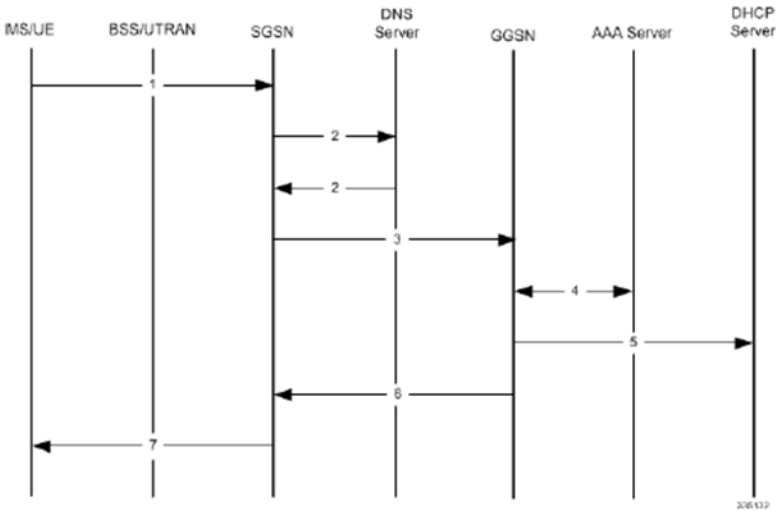 MS/UE
BSS/UTRAN
SGSN
DNS
Server
GGSN
AAA Server
DHCP
Server
1
2
2
3
4
5
6
7